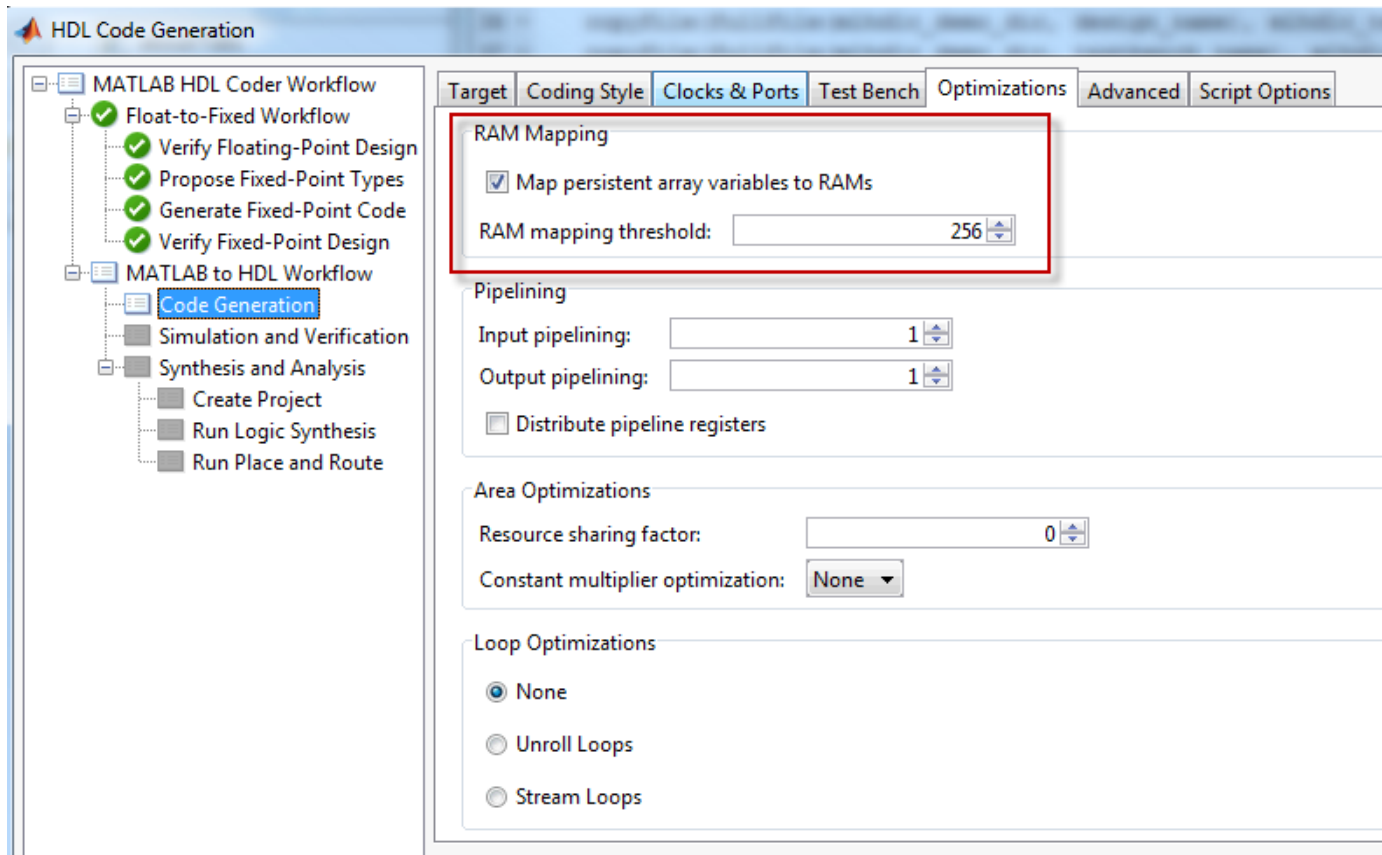 HDL Code Generation
MATLAB HDL Coder Workflow
Float-to-Fixed Workflow
Verify Floating-Point Design
Propose Fixed-Point Types
Generate Fixed-Point Code
Verify Fixed-Point Design
MATLAB to HDL Workflow
Code Generation
Simulation and Verification
Synthesis and Analysis
Create Project
Run Logic Synthesis
Run Place and Route
Target Coding Style Clocks & Ports Test Bench Optimizations Advanced Script Options
RAM Mapping
Map persistent array variables to RAMs
RAM mapping threshold: 256
Pipelining
Input pipelining: 1
Output pipelining: 1
Distribute pipeline registers
Area Optimizations
Resource sharing factor: 0
Constant multiplier optimization: None
Loop Optimizations
None
Unroll Loops
Stream Loops